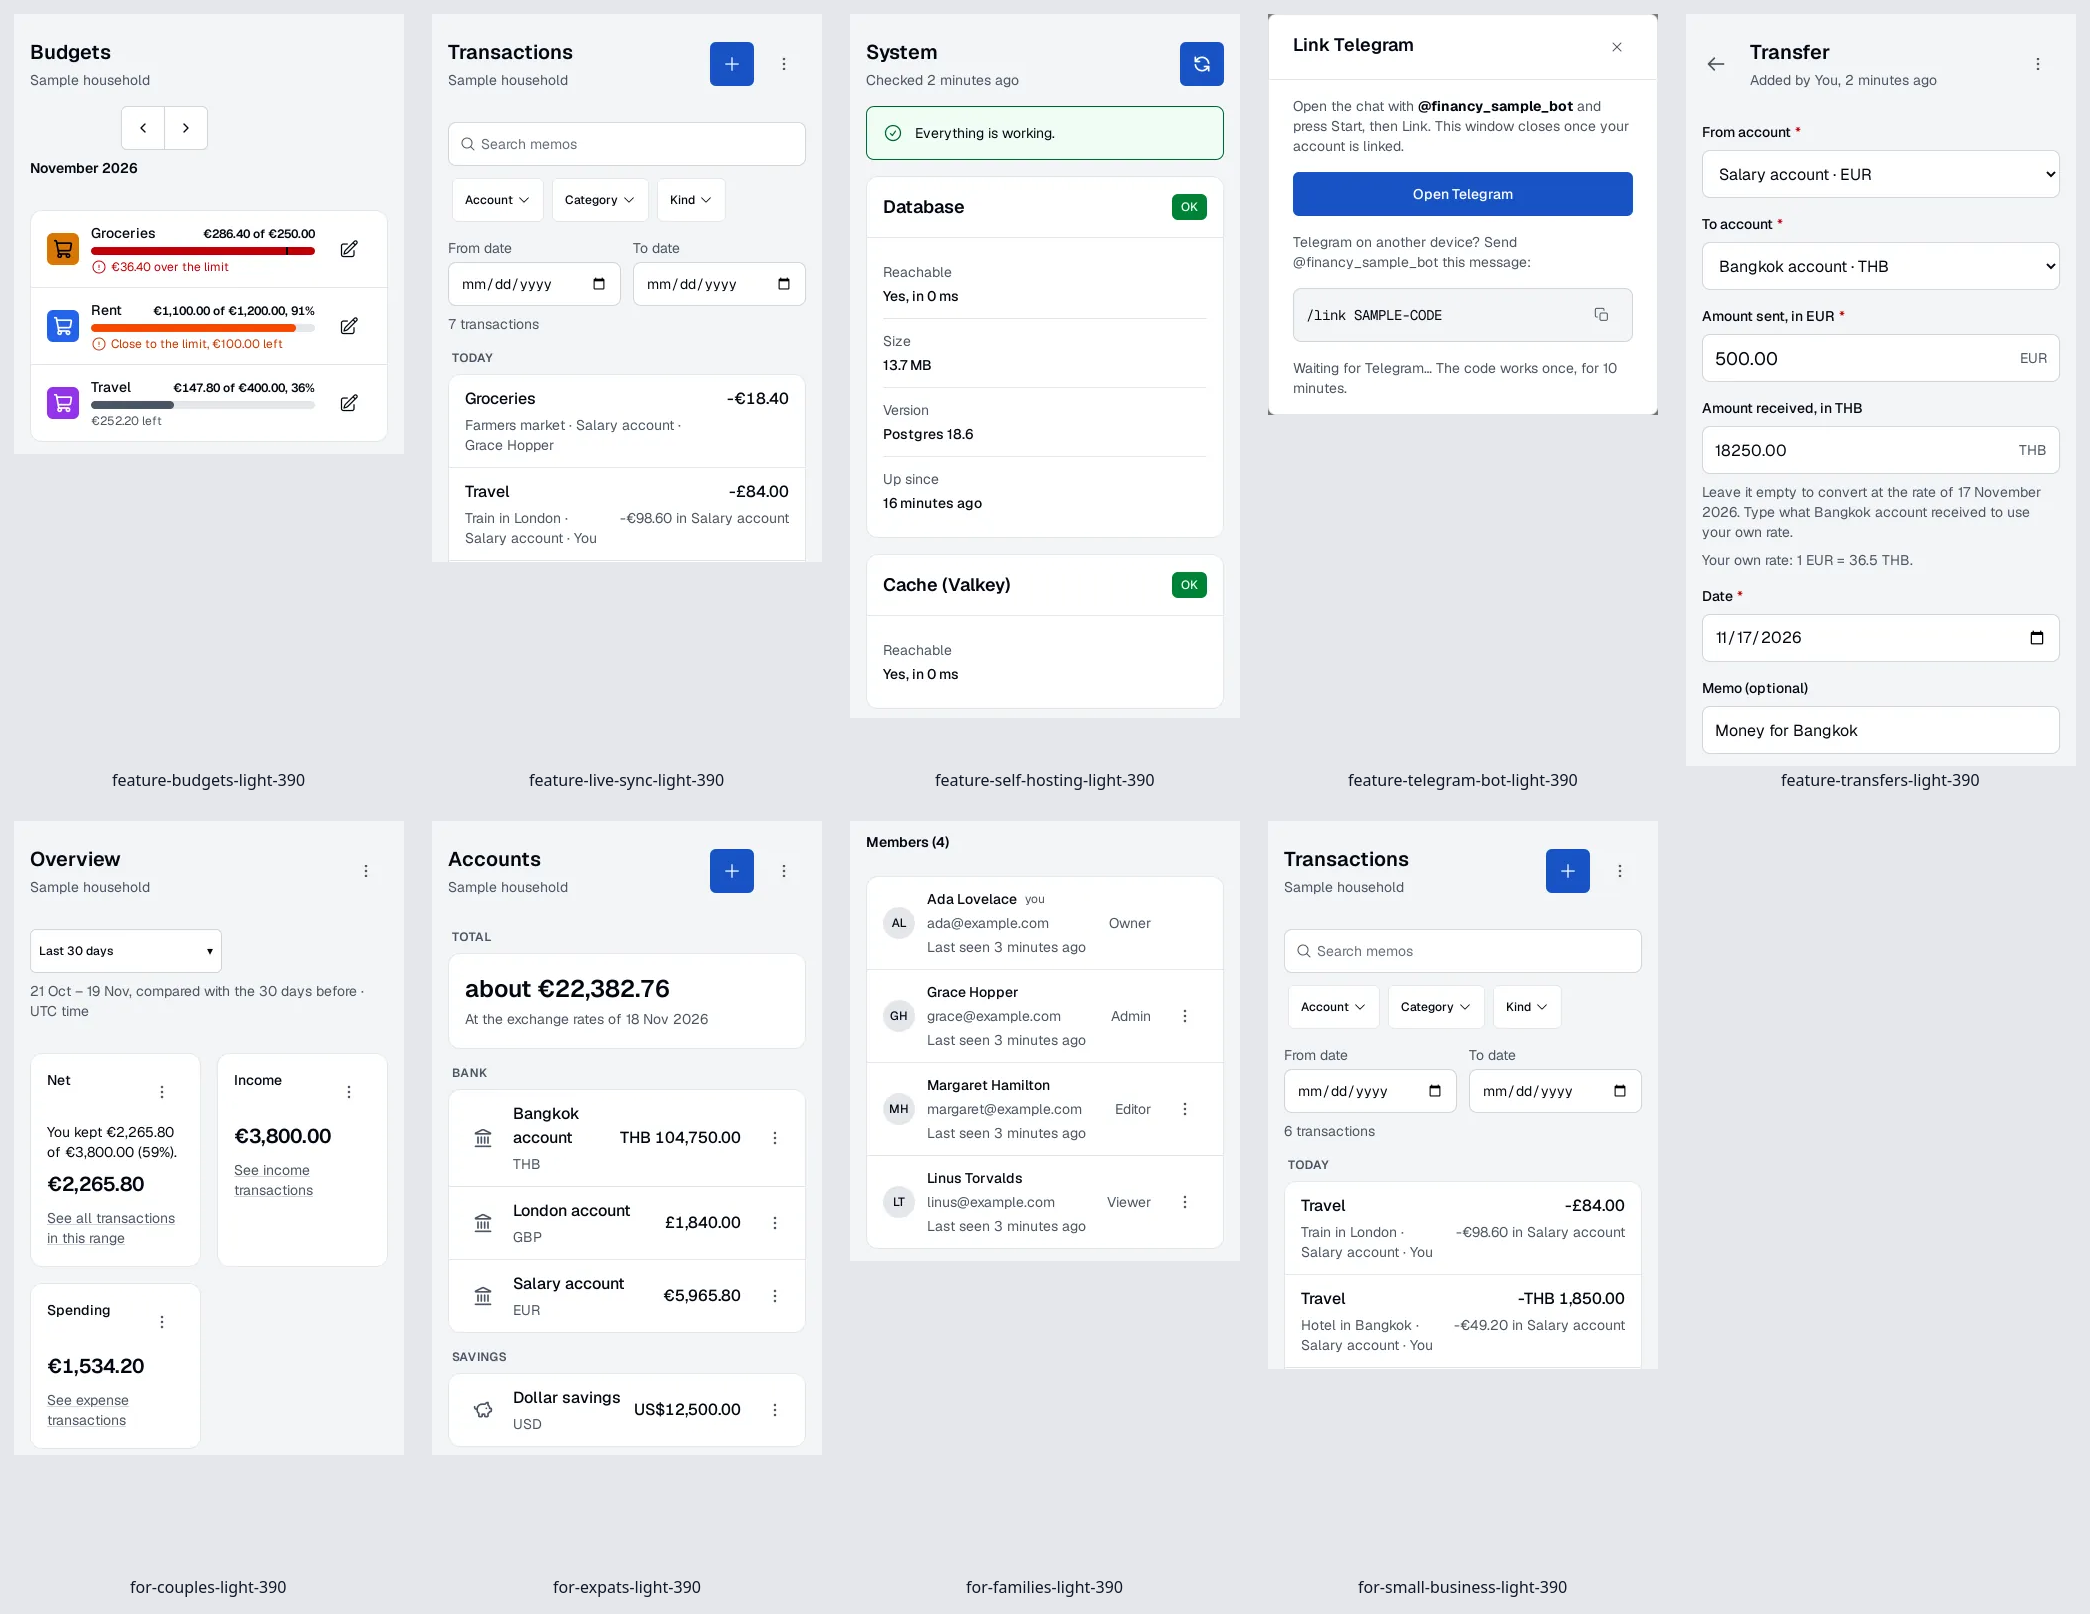 Budgets
Sample household
November 2026
Groceries €286.40 of €250.00
€36.40 over the limit
Rent €1,100.00 of €1,200.00, 91%
Close to the limit, €100.00 left
Travel €147.80 of €400.00, 36%
€252.20 left
feature-budgets-light-390
Transactions
Sample household
Search memos
Account Category Kind
From date To date
mm/dd/yyyy mm/dd/yyyy
7 transactions
TODAY
Groceries -€18.40
Farmers market · Salary account ·
Grace Hopper
Travel -£84.00
Train in London · -€98.60 in Salary account
Salary account · You
feature-live-sync-light-390
System
Checked 2 minutes ago
Everything is working.
Database OK
Reachable
Yes, in 0 ms
Size
13.7 MB
Version
Postgres 18.6
Up since
16 minutes ago
Cache (Valkey) OK
Reachable
Yes, in 0 ms
feature-self-hosting-light-390
Link Telegram
Open the chat with @financy_sample_bot and
press Start, then Link. This window closes once your
account is linked.
Open Telegram
Telegram on another device? Send
@financy_sample_bot this message:
/link SAMPLE-CODE
Waiting for Telegram… The code works once, for 10
minutes.
feature-telegram-bot-light-390
Transfer
Added by You, 2 minutes ago
From account *
Salary account · EUR
To account *
Bangkok account · THB
Amount sent, in EUR *
500.00 EUR
Amount received, in THB
18250.00 THB
Leave it empty to convert at the rate of 17 November
2026. Type what Bangkok account received to use
your own rate.
Your own rate: 1 EUR = 36.5 THB.
Date *
11/17/2026
Memo (optional)
Money for Bangkok
feature-transfers-light-390
Overview
Sample household
Last 30 days
21 Oct – 19 Nov, compared with the 30 days before ·
UTC time
Net
You kept €2,265.80
of €3,800.00 (59%).
€2,265.80
See all transactions
in this range
Income
€3,800.00
See income
transactions
Spending
€1,534.20
See expense
transactions
for-couples-light-390
Accounts
Sample household
TOTAL
about €22,382.76
At the exchange rates of 18 Nov 2026
BANK
Bangkok
account THB 104,750.00
THB
London account £1,840.00
GBP
Salary account €5,965.80
EUR
SAVINGS
Dollar savings US$12,500.00
USD
for-expats-light-390
Members (4)
Ada Lovelace you
AL ada@example.com Owner
Last seen 3 minutes ago
Grace Hopper
GH grace@example.com Admin
Last seen 3 minutes ago
Margaret Hamilton
MH margaret@example.com Editor
Last seen 3 minutes ago
Linus Torvalds
LT linus@example.com Viewer
Last seen 3 minutes ago
for-families-light-390
Transactions
Sample household
Search memos
Account Category Kind
From date To date
mm/dd/yyyy mm/dd/yyyy
6 transactions
TODAY
Travel -£84.00
Train in London · -€98.60 in Salary account
Salary account · You
Travel -THB 1,850.00
Hotel in Bangkok · -€49.20 in Salary account
Salary account · You
for-small-business-light-390